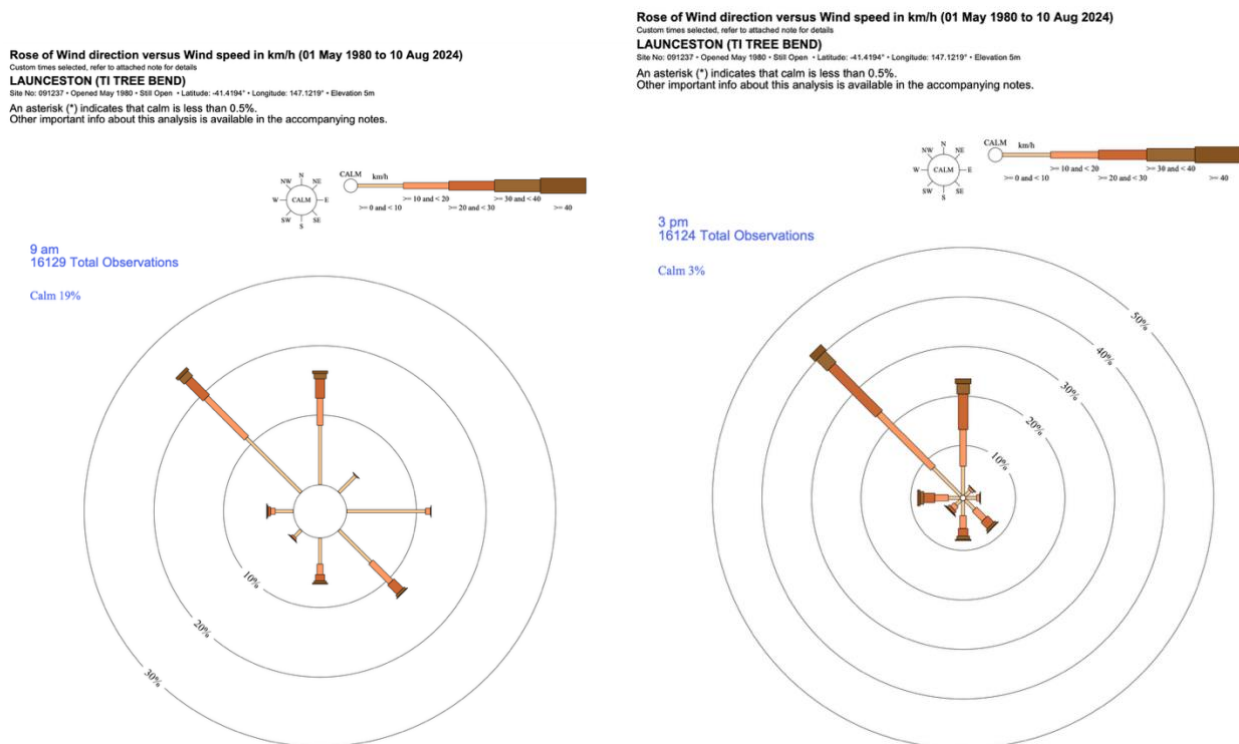 Rose of Wind direction versus Wind speed in km/h (01 May 1980 to 10 Aug 2024)
Custom times selected, refer to attached note for details
LAUNCESTON (TI TREE BEND)
Site No: 091237 • Opened May 1980 • Still Open • Latitude: -41.4194° • Longitude: 147.1219° • Elevation 5m
An asterisk (*) indicates that calm is less than 0.5%.
Other important info about this analysis is available in the accompanying notes.
N
NW NE
W CALM E
SW SE
S
CALM km/h
>= 10 and < 20 >= 30 and < 40
>= 0 and < 10 >= 20 and < 30 >= 40
9 am
16129 Total Observations
Calm 19%
10%
20%
30%
Rose of Wind direction versus Wind speed in km/h (01 May 1980 to 10 Aug 2024)
Custom times selected, refer to attached note for details
LAUNCESTON (TI TREE BEND)
Site No: 091237 • Opened May 1980 • Still Open • Latitude: -41.4194° • Longitude: 147.1219° • Elevation 5m
An asterisk (*) indicates that calm is less than 0.5%.
Other important info about this analysis is available in the accompanying notes.
N
NW NE
W CALM E
SW SE
S
CALM km/h
>= 10 and < 20 >= 30 and < 40
>= 0 and < 10 >= 20 and < 30 >= 40
3 pm
16124 Total Observations
Calm 3%
50%
40%
30%
20%
10%